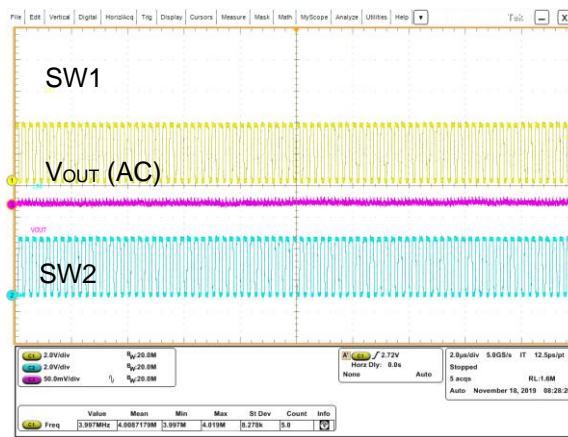 File Edit Vertical Digital Horiz/Acq Trig Display Cursors Measure Mask Math MyScope Analyze Utilities Help Tek X
SW1
1
VOUT (AC)
VOUT
SW2
2
C1 2.0V/div BW:20.0M
C2 2.0V/div BW:20.0M
50.0mV/div BW:20.0M
A' C1 2.72V
Horz Dly: 0.0s
None Auto
2.0µs/div 5.0GS/s IT 12.5ps/pt
Stopped
5 acqs RL:1.6M
Auto November 18, 2019 08:28:2
Value Mean Min Max St Dev Count Info
C1 Freq 3.997MHz 4.0087179M 3.997M 4.019M 8.278k 5.0